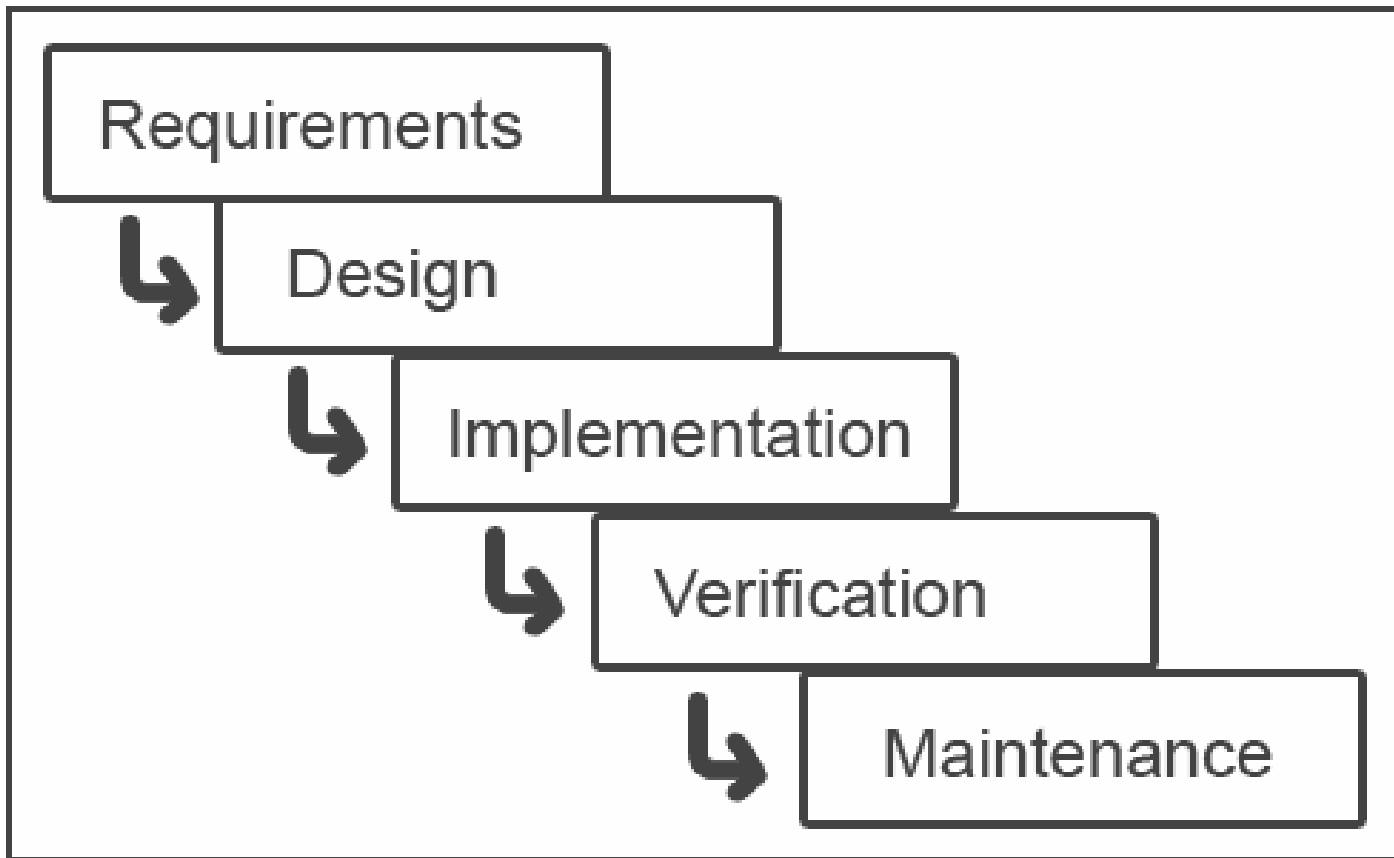 Requirements
Design
Implementation
Verification
Maintenance